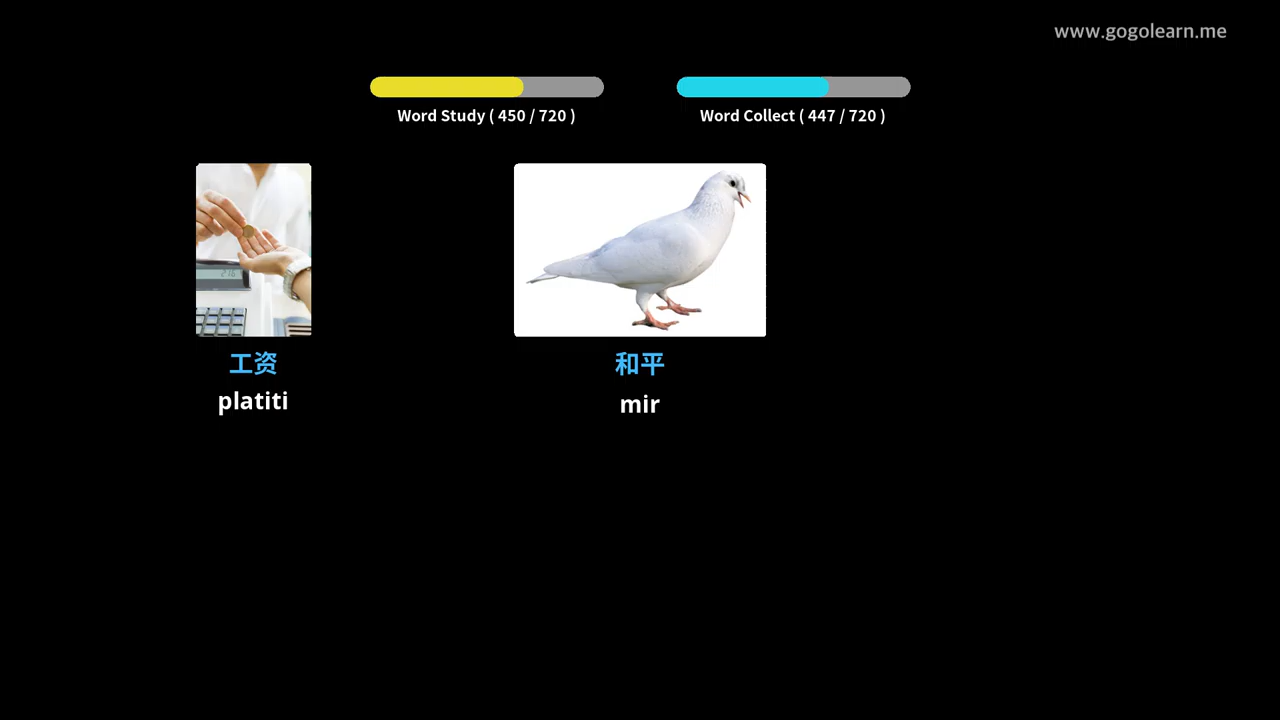 www.gogolearn.me
Word Study ( 450 / 720 )
Word Collect ( 447 / 720 )
工资
platiti
和平
mir